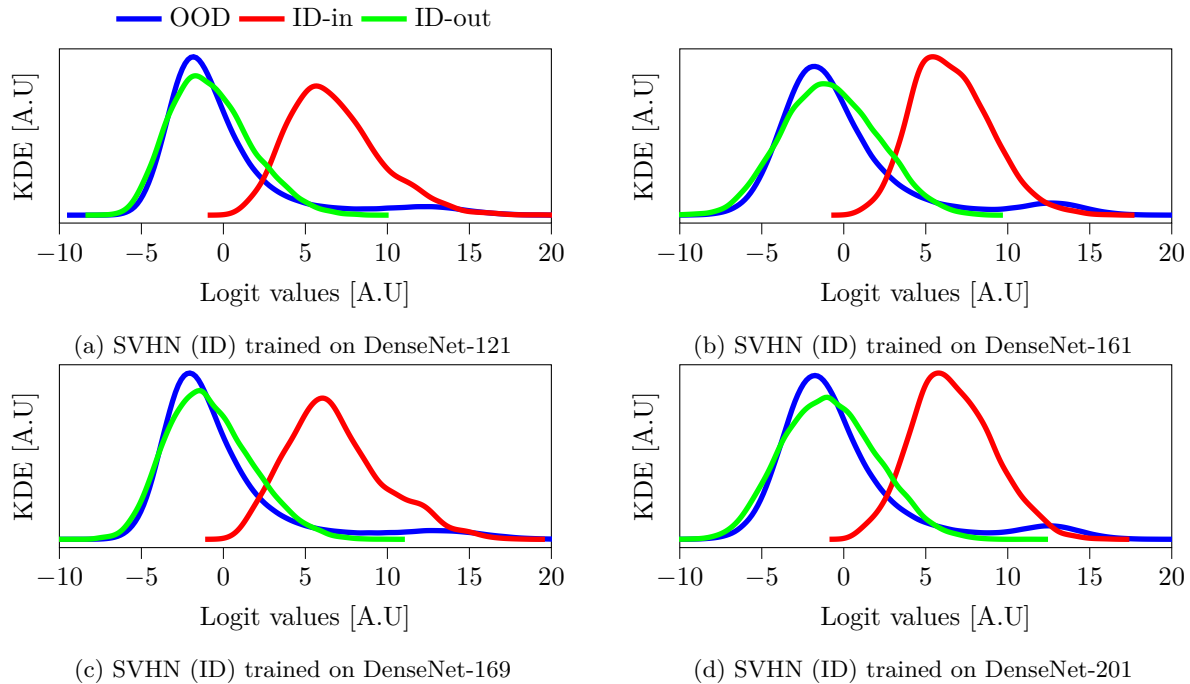 OOD ID-in ID-out
KDE [A.U]
−10 −5 0 5 10 15 20
Logit values [A.U]
(a) SVHN (ID) trained on DenseNet-121
KDE [A.U]
−10 −5 0 5 10 15 20
Logit values [A.U]
(b) SVHN (ID) trained on DenseNet-161
KDE [A.U]
−10 −5 0 5 10 15 20
Logit values [A.U]
(c) SVHN (ID) trained on DenseNet-169
KDE [A.U]
−10 −5 0 5 10 15 20
Logit values [A.U]
(d) SVHN (ID) trained on DenseNet-201